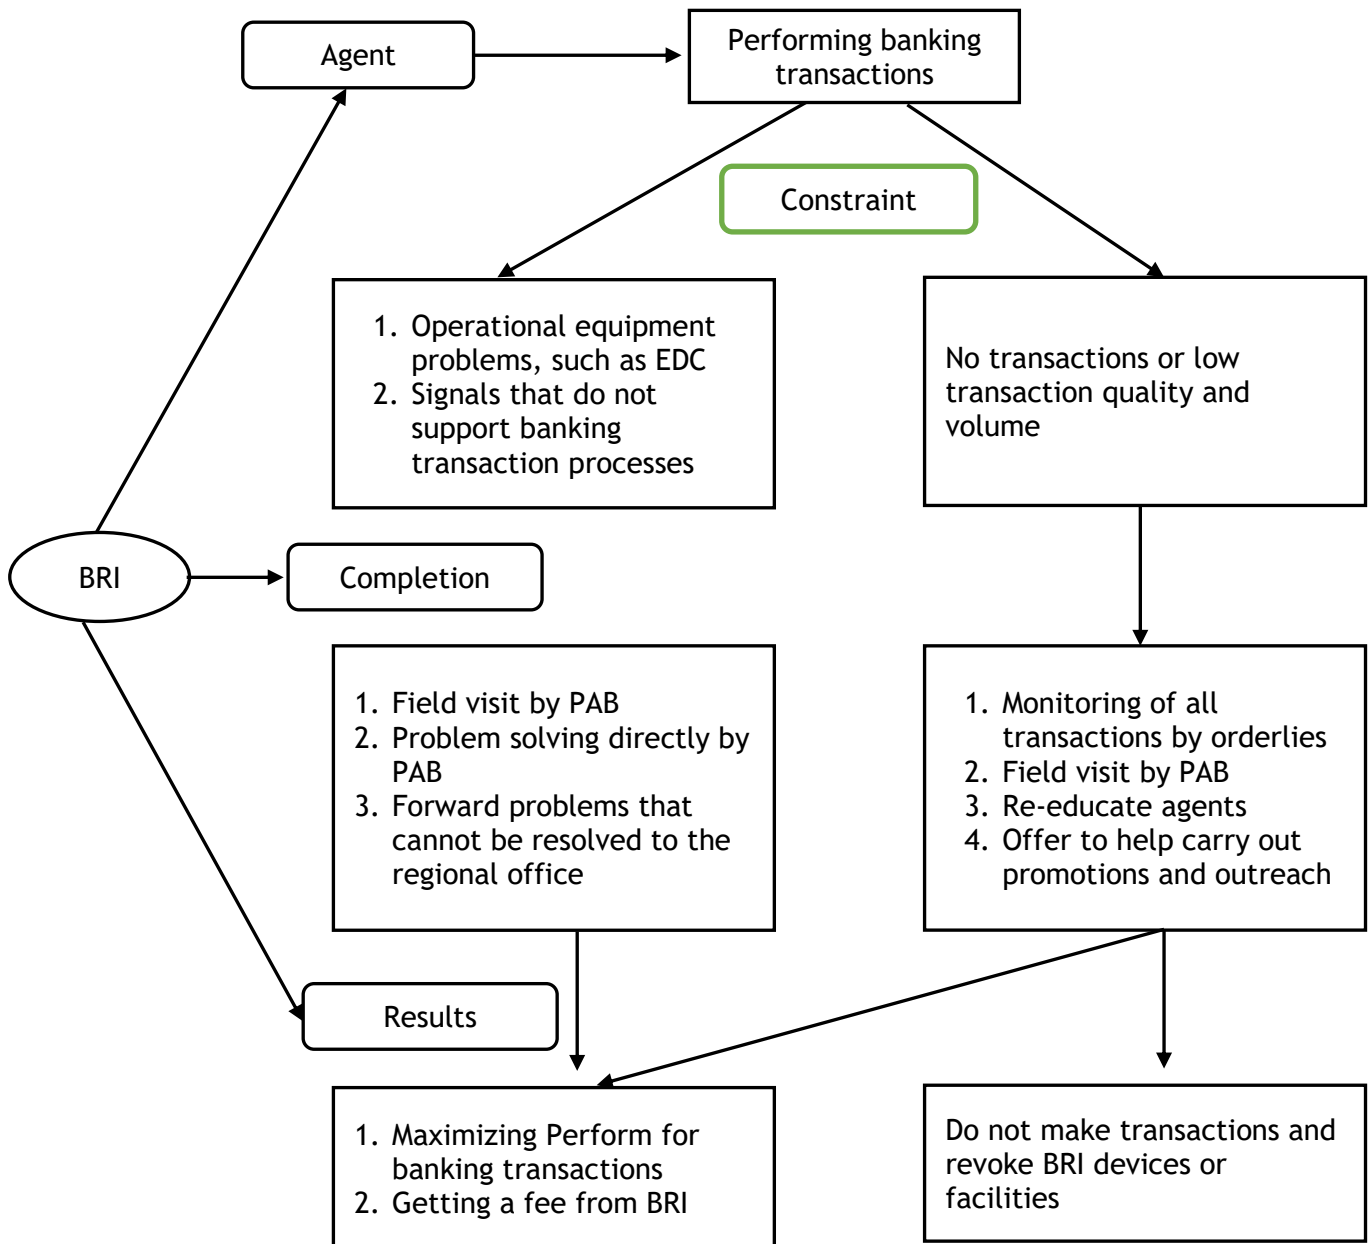 Agent
Performing banking
transactions
Constraint
1. Operational equipment
problems, such as EDC
2. Signals that do not
support banking
transaction processes
No transactions or low
transaction quality and
volume
BRI
Completion
1. Field visit by PAB
2. Problem solving directly by
PAB
3. Forward problems that
cannot be resolved to the
regional office
1. Monitoring of all
transactions by orderlies
2. Field visit by PAB
3. Re-educate agents
4. Offer to help carry out
promotions and outreach
Results
1. Maximizing Perform for
banking transactions
2. Getting a fee from BRI
Do not make transactions and
revoke BRI devices or
facilities